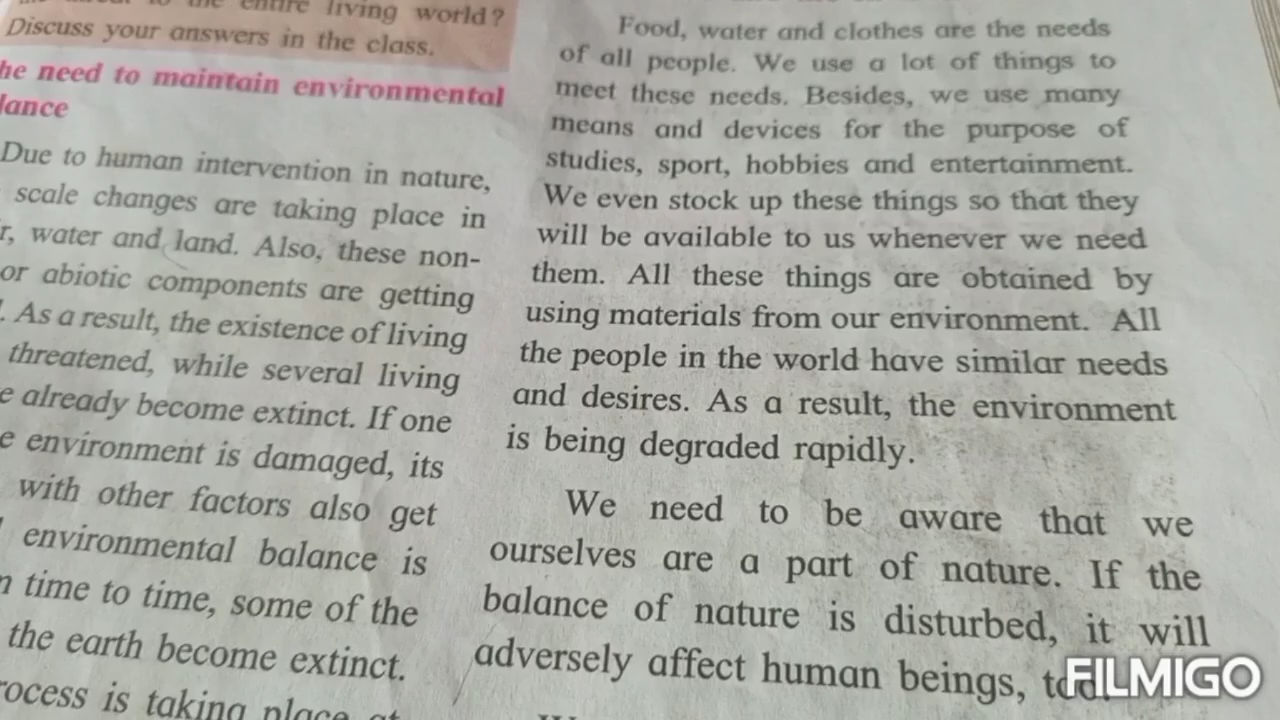 to the entire living world?
Discuss your answers in the class.
need to maintain environmental
Due to human intervention in nature,
scale changes are taking place in
water and land. Also, these non-
or abiotic components are getting
As a result, the existence of living
threatened, while several living
already become extinct. If one
environment is damaged, its
with other factors also get
environmental balance is
time to time, some of the
the earth become extinct.
is taking place
Food, water and clothes are the needs
of all people. We use a lot of things to
meet these needs. Besides, we use many
means and devices for the purpose of
studies, sport, hobbies and entertainment.
We even stock up these things so that they
will be available to us whenever we need
them. All these things are obtained by
using materials from our environment. All
the people in the world have similar needs
and desires. As a result, the environment
is being degraded rapidly.
We need to be aware that we
ourselves are a part of nature. If the
balance of nature is disturbed, it will
adversely affect human beings, too.
FILMIGO